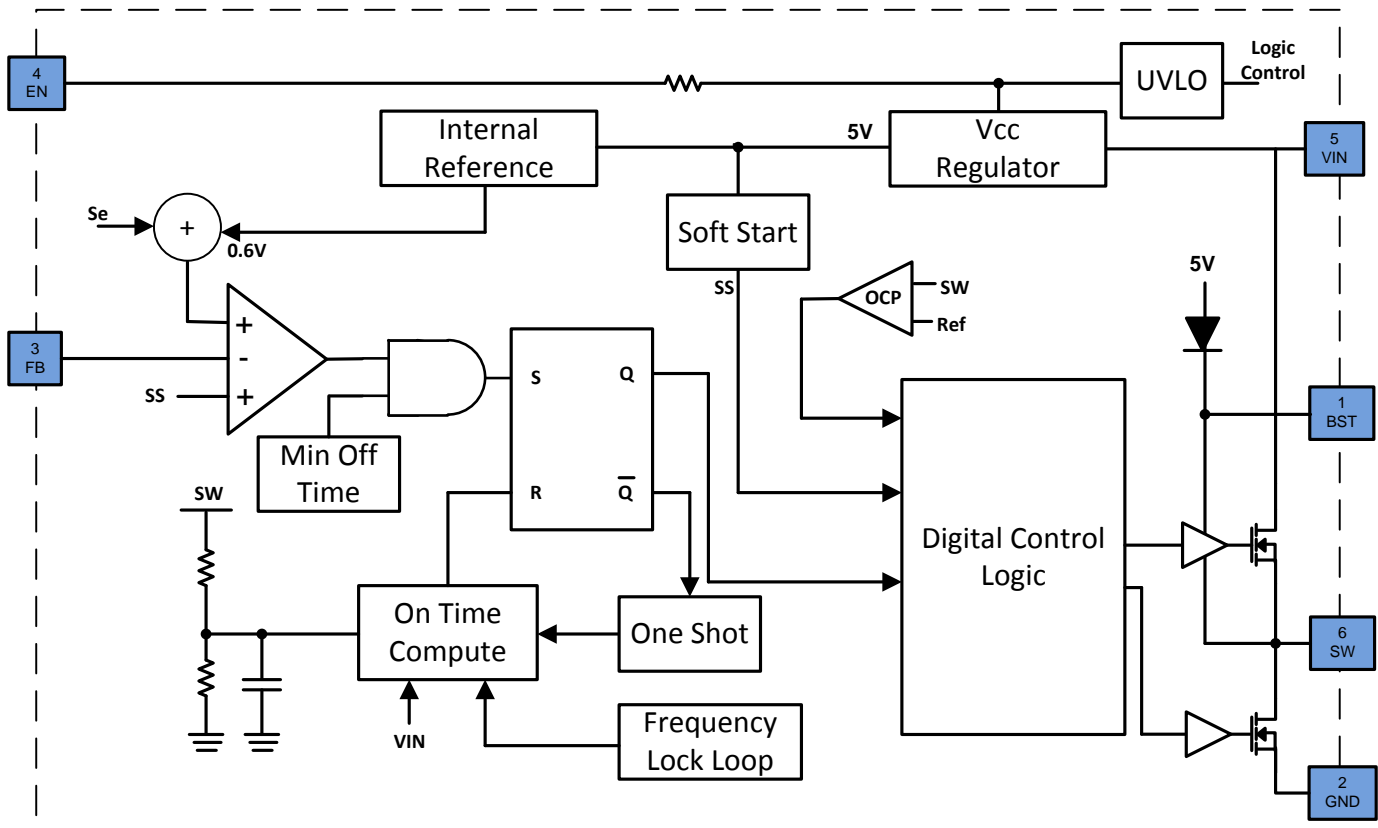 4
EN
UVLO
Logic
Control
Internal
Reference
5V
Vcc
Regulator
5
VIN
Se
+
0.6V
Soft Start
SS
OCP
SW
Ref
5V
3
FB
+
-
+
SS
S
Q
R
Q
Min Off
Time
1
BST
SW
On Time
Compute
One Shot
Digital Control
Logic
6
SW
VIN
Frequency
Lock Loop
2
GND